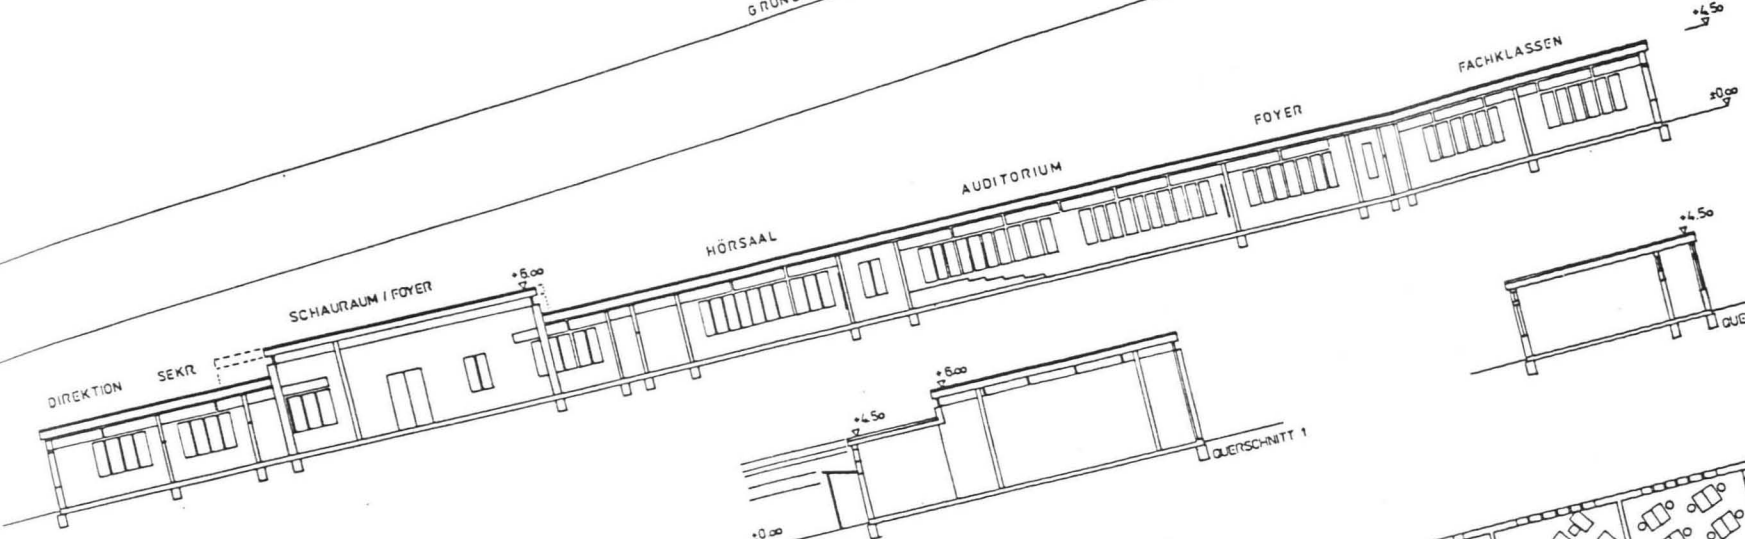 +4.50
FACHKLASSEN
±0.00
FOYER
AUDITORIUM
HÖRSAAL
+6.00
SCHAURAUM / FOYER
SEKR
DIREKTION
+4.50
+6.00
+4.50
QUERSCHNITT 1
±0.00